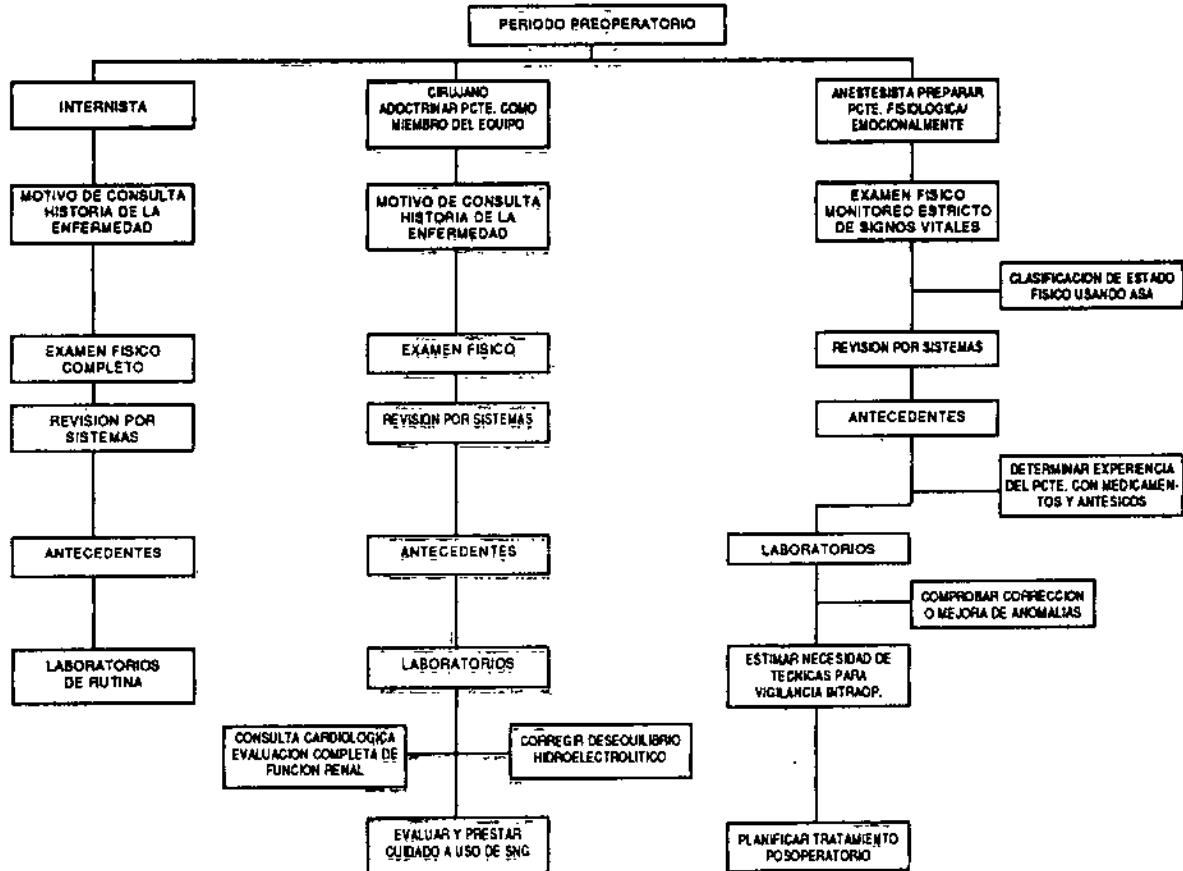 PERIODO PREOPERATORIO
INTERNISTA
MOTIVO DE CONSULTA
HISTORIA DE LA
ENFERMEDAD
EXAMEN FISICO
COMPLETO
REVISION POR
SISTEMAS
ANTECEDENTES
LABORATORIOS
DE RUTINA
CIRUJANO
ADOCTRINAR PCTE. COMO
MIEMBRO DEL EQUIPO
MOTIVO DE CONSULTA
HISTORIA DE LA
ENFERMEDAD
EXAMEN FISICO
REVISION POR SISTEMAS
ANTECEDENTES
LABORATORIOS
CONSULTA CARDIOLOGICA
EVALUACION COMPLETA DE
FUNCION RENAL
CORREGIR DESEQUILIBRIO
HIDROELECTROLITICO
EVALUAR Y PRESTAR
CUIDADO A USO DE SNG
ANESTESISTA PREPARAR
PCTE. FISIOLOGICA/
EMOCIONALMENTE
EXAMEN FISICO
MONITOREO ESTRICTO
DE SIGNOS VITALES
CLASIFICACION DE ESTADO
FISICO USANDO ASA
REVISION POR SISTEMAS
ANTECEDENTES
DETERMINAR EXPERIENCIA
DEL PCTE. CON MEDICAMEN-
TOS Y ANTESICOS
LABORATORIOS
COMPROBAR CORRECCION
O MEJORA DE ANOMALIAS
ESTIMAR NECESIDAD DE
TECNICAS PARA
VIGILANCIA INTRAOP.
PLANIFICAR TRATAMIENTO
POSOPERATORIO